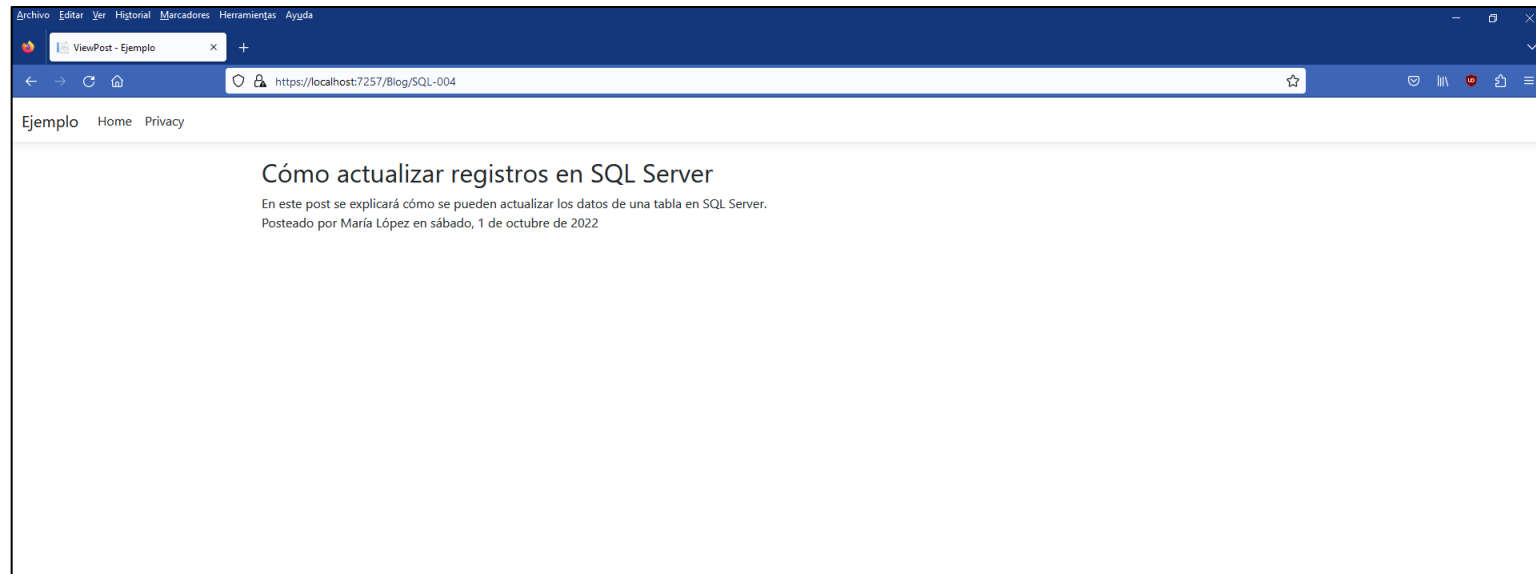 Archivo Editar Ver Historial Marcadores Herramientas Ayuda
ViewPost - Ejemplo
https://localhost:7257/Blog/SQL-004
Ejemplo Home Privacy
Cómo actualizar registros en SQL Server
En este post se explicará cómo se pueden actualizar los datos de una tabla en SQL Server.
Posteado por María López en sábado, 1 de octubre de 2022